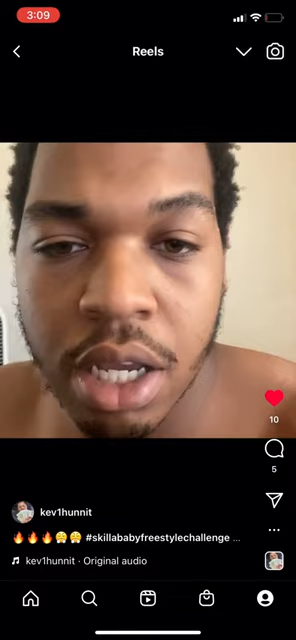 3:09
Reels
10
5
kev1hunnit
🔥🔥🔥😤😤 #skillababyfreestylechallenge ...
kev1hunnit · Original audio